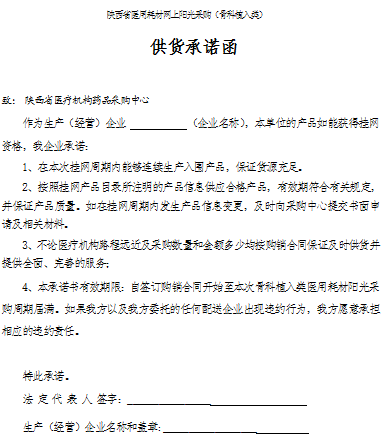 陕西省医用耗材网上阳光采购（骨科植入类）
供货承诺函
致： 陕西省医疗机构药品采购中心
作为生产（经营）企业 __________ （企业名称），本单位的产品如能获得挂网
资格，我企业承诺:
1、在本次挂网周期内能够连续生产入围产品，保证货源充足。
2、按照挂网产品目录所注明的产品信息供应合格产品，有效期符合有关规定，
并保证产品质量。如在挂网周期内发生产品信息变更，及时向采购中心提交书面申
请及相关材料。
3、不论医疗机构路程远近及采购数量和金额多少均按购销合同保证及时供货并
提供全面、完善的服务;
4、本承诺书有效期限：自签订购销合同开始至本次骨科植入类医用耗材阳光采
购周期届满。如果我方以及我方委托的任何配送企业出现违约行为，我方愿意承担
相应的违约责任。
特此承诺。
法 定 代 表 人 签字：____________________
生产（经营）企业名称和盖章:____________________